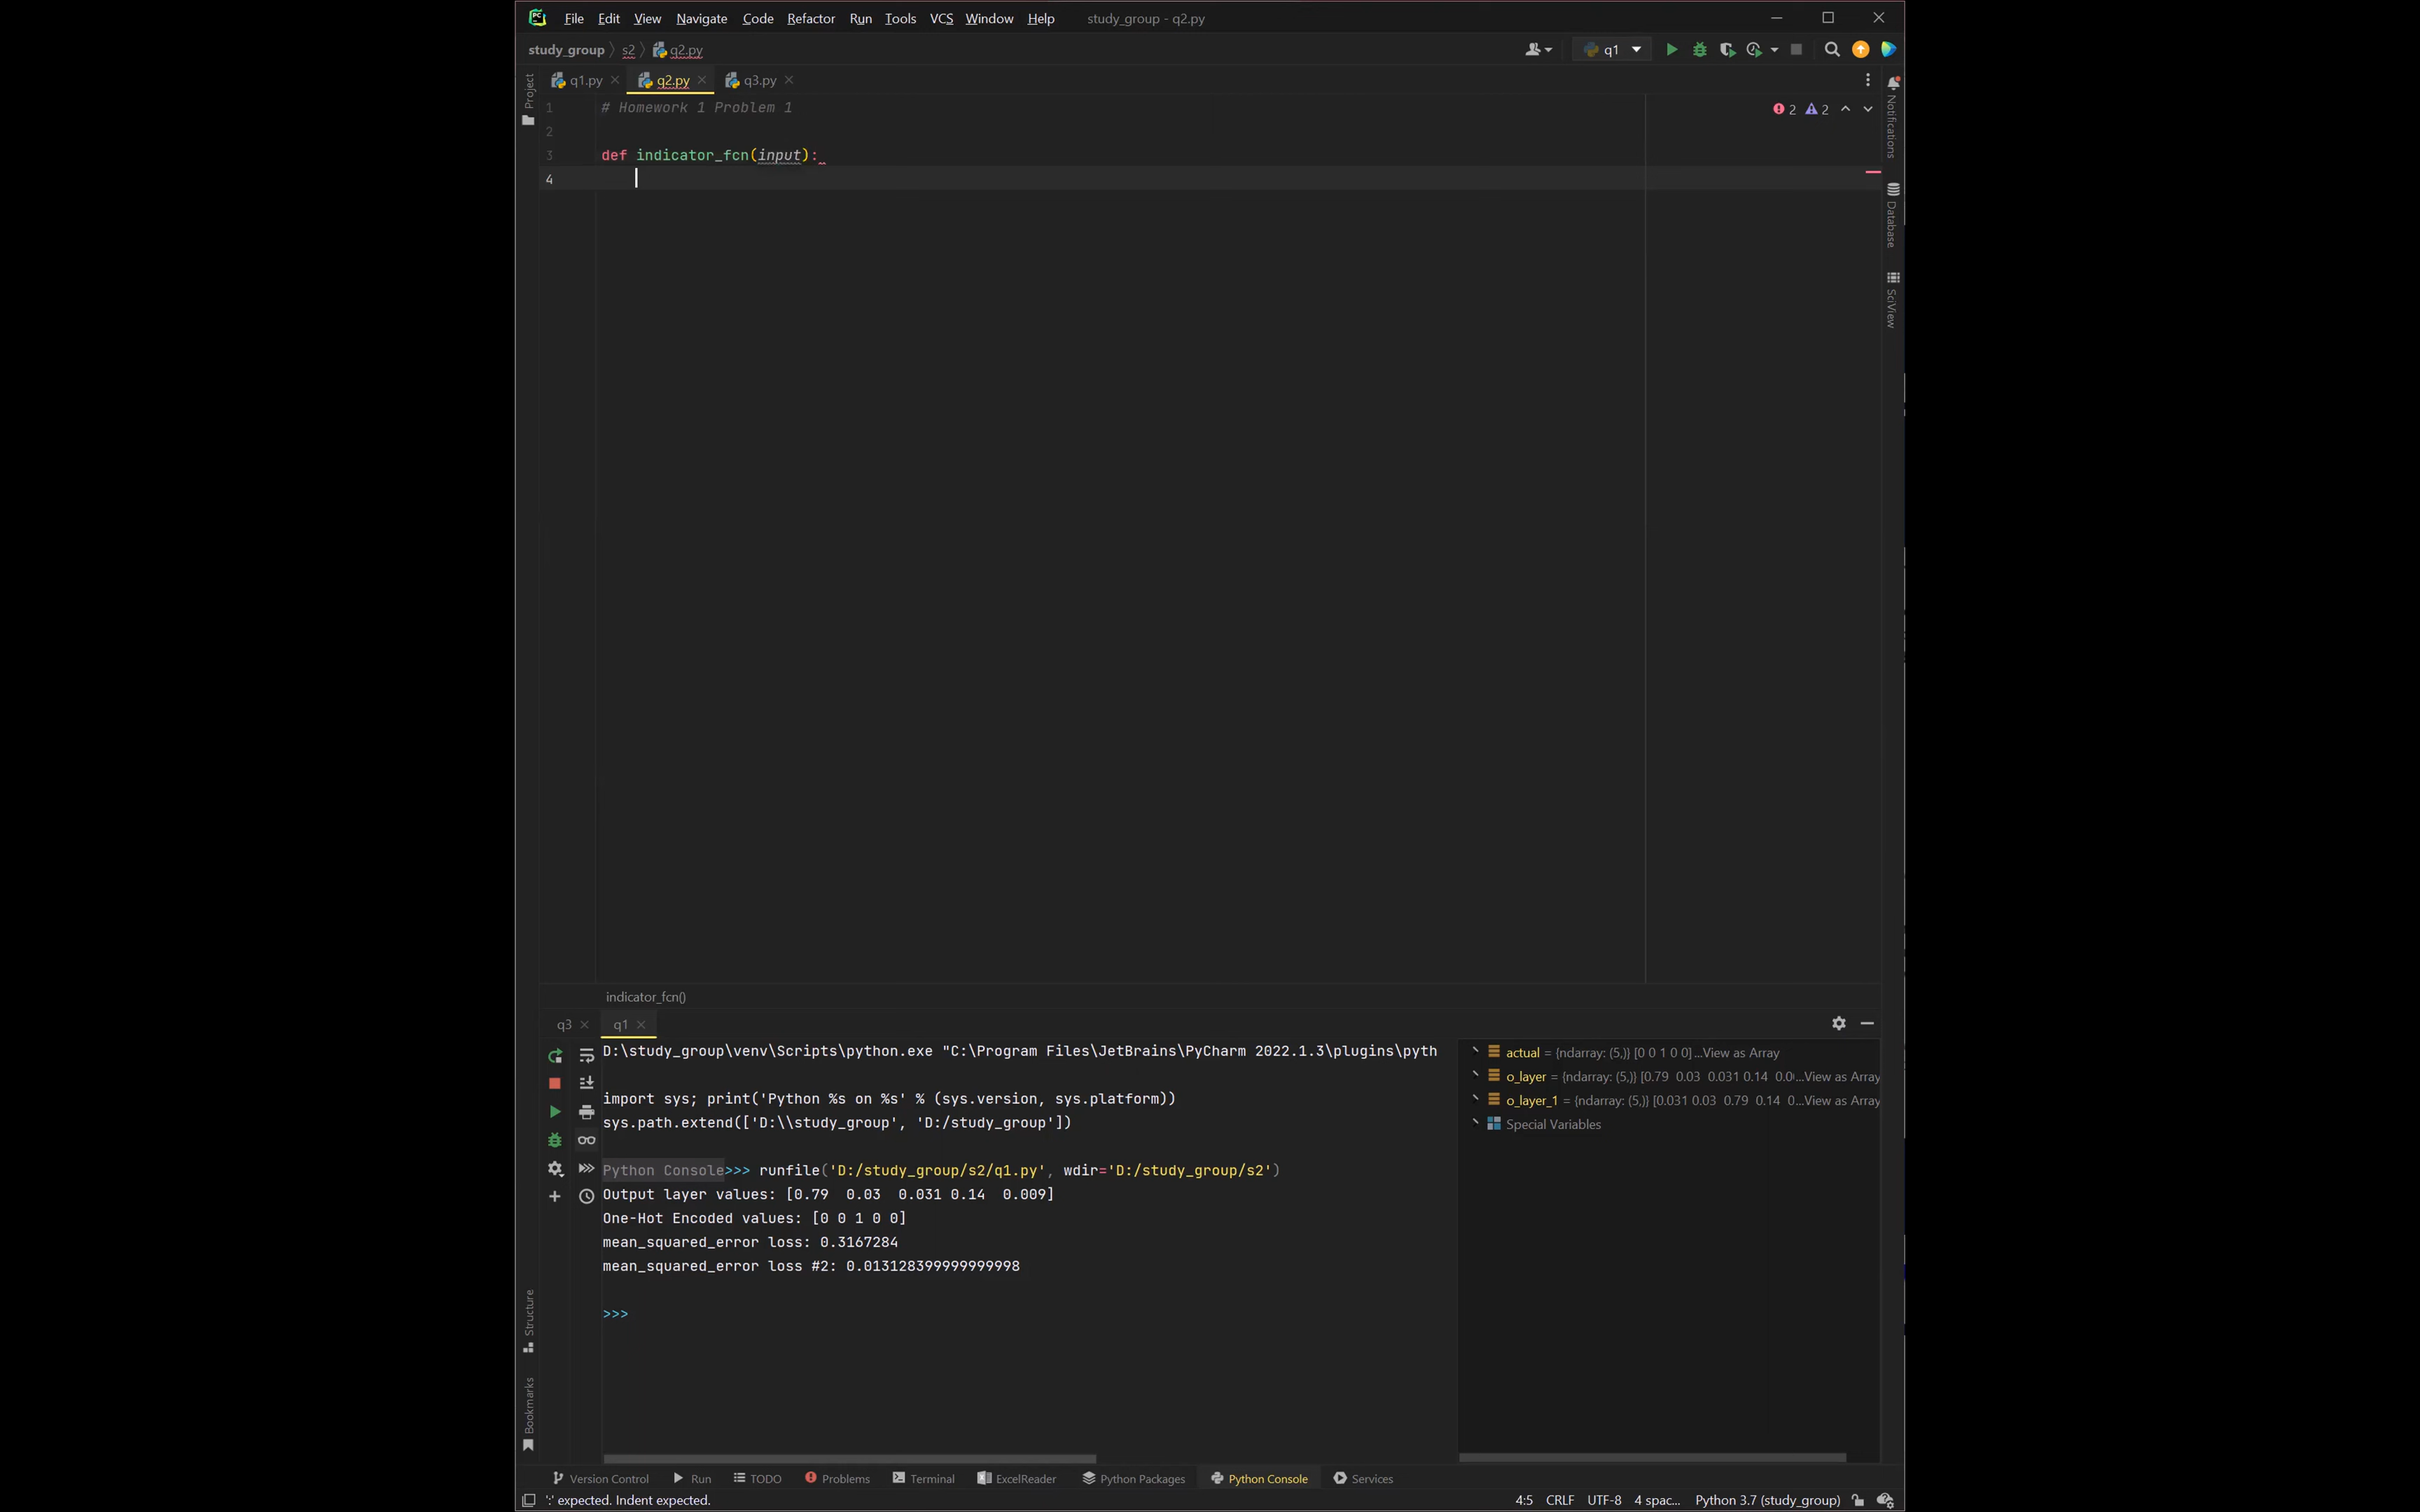 PC File Edit View Navigate Code Refactor Run Tools VCS Window Help study_group - q2.py
study_group s2 q2.py q1
q1.py q2.py q3.py
Project
Notifications
Database
SciView
2 2
1 # Homework 1 Problem 1
2
3 def indicator_fcn(input):
4
indicator_fcn()
q3 q1
D:\study_group\venv\Scripts\python.exe "C:\Program Files\JetBrains\PyCharm 2022.1.3\plugins\pyth
import sys; print('Python %s on %s' % (sys.version, sys.platform))
sys.path.extend(['D:\\study_group', 'D:/study_group'])
Python Console>>> runfile('D:/study_group/s2/q1.py', wdir='D:/study_group/s2')
Output layer values: [0.79  0.03  0.031 0.14  0.009]
One-Hot Encoded values: [0 0 1 0 0]
mean_squared_error loss: 0.3167284
mean_squared_error loss #2: 0.013128399999999998
>>>
actual = {ndarray: (5,)} [0 0 1 0 0] ...View as Array
o_layer = {ndarray: (5,)} [0.79 0.03 0.031 0.14 0.0...View as Array
o_layer_1 = {ndarray: (5,)} [0.031 0.03 0.79 0.14 0...View as Array
Special Variables
Structure
Bookmarks
Version Control Run TODO Problems Terminal ExcelReader Python Packages Python Console Services
':' expected. Indent expected. 4:5 CRLF UTF-8 4 spac... Python 3.7 (study_group)